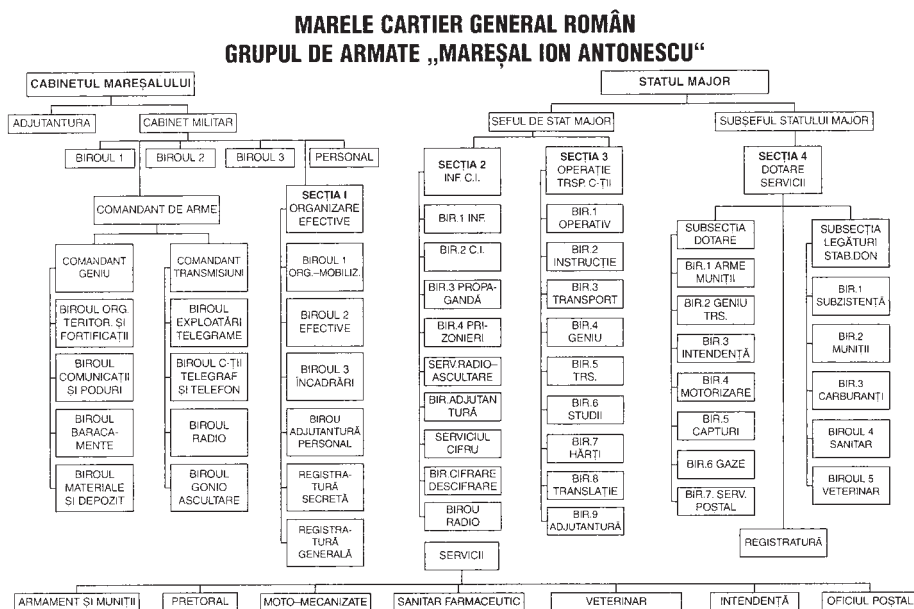 MARELE CARTIER GENERAL ROMÂN
GRUPUL DE ARMATE „MAREȘAL ION ANTONESCU“
CABINETUL MAREȘALULUI
ADJUTANTURA
CABINET MILITAR
BIROUL 1
BIROUL 2
BIROUL 3
PERSONAL
COMANDANT DE ARME
COMANDANT
GENIU
BIROUL ORG.
TERITOR. ȘI
FORTIFICAȚII
BIROUL
COMUNICAȚII
ȘI PODURI
BIROUL
BARACA-
MENTE
BIROUL
MATERIALE
SI DEPOZIT
COMANDANT
TRANSMISIUNI
BIROUL
EXPLOATĂRI
TELEGRAME
BIROUL C-ȚII
TELEGRAF
ȘI TELEFON
BIROUL
RADIO
BIROUL
GONIO
ASCULTARE
SECȚIA I
ORGANIZARE
EFECTIVE
BIROUL 1
ORG.–MOBILIZ.
BIROUL 2
EFECTIVE
BIROUL 3
ÎNCADRĂRI
BIROU
ADJUTANTURĂ
PERSONAL
REGISTRA-
TURĂ
SECRETĂ
REGISTRA-
TURĂ
GENERALĂ
STATUL MAJOR
SEFUL DE STAT MAJOR
SUBȘEFUL STATULUI MAJOR
SECȚIA 2
INF. C.I.
BIR.1 INF.
BIR.2 C.I.
BIR.3 PROPA-
GANDĂ
BIR.4 PRI-
ZONIERI
SERV.RADIO–
ASCULTARE
BIR.ADJUTAN
TURĂ
SERVICIUL
CIFRU
BIR.CIFRARE
DESCIFRARE
BIROU
RADIO
SECȚIA 3
OPERAȚIE
TRSP. C-ȚII
BIR.1
OPERATIV
BIR.2
INSTRUCȚIE
BIR.3
TRANSPORT
BIR.4
GENIU
BIR.5
TRS.
BIR.6
STUDII
BIR.7
HĂRȚI
BIR.8
TRANSLAȚIE
BIR.9
ADJUTANTURĂ
SECȚIA 4
DOTARE
SERVICII
SUBSECTIA
DOTARE
BIR.1 ARME
MUNIȚII
BIR.2 GENIU
TRS.
BIR.3
INTENDENȚĂ
BIR.4
MOTORIZARE
BIR.5
CAPTURI
BIR.6 GAZE
BIR.7. SERV.
POȘTAL
SUBSECȚIA
LEGĂTURI
STAB.DON
BIR.1
SUBZISTENȚĂ
BIR.2
MUNITII
BIR.3
CARBURANȚI
BIROUL 4
SANITAR
BIROUL 5
VETERINAR
REGISTRATURĂ
SERVICII
ARMAMENT ȘI MUNIȚII
PRETORAL
MOTO–MECANIZATE
SANITAR FARMACEUTIC
VETERINAR
INTENDENȚĂ
OFICIUL POȘTAL